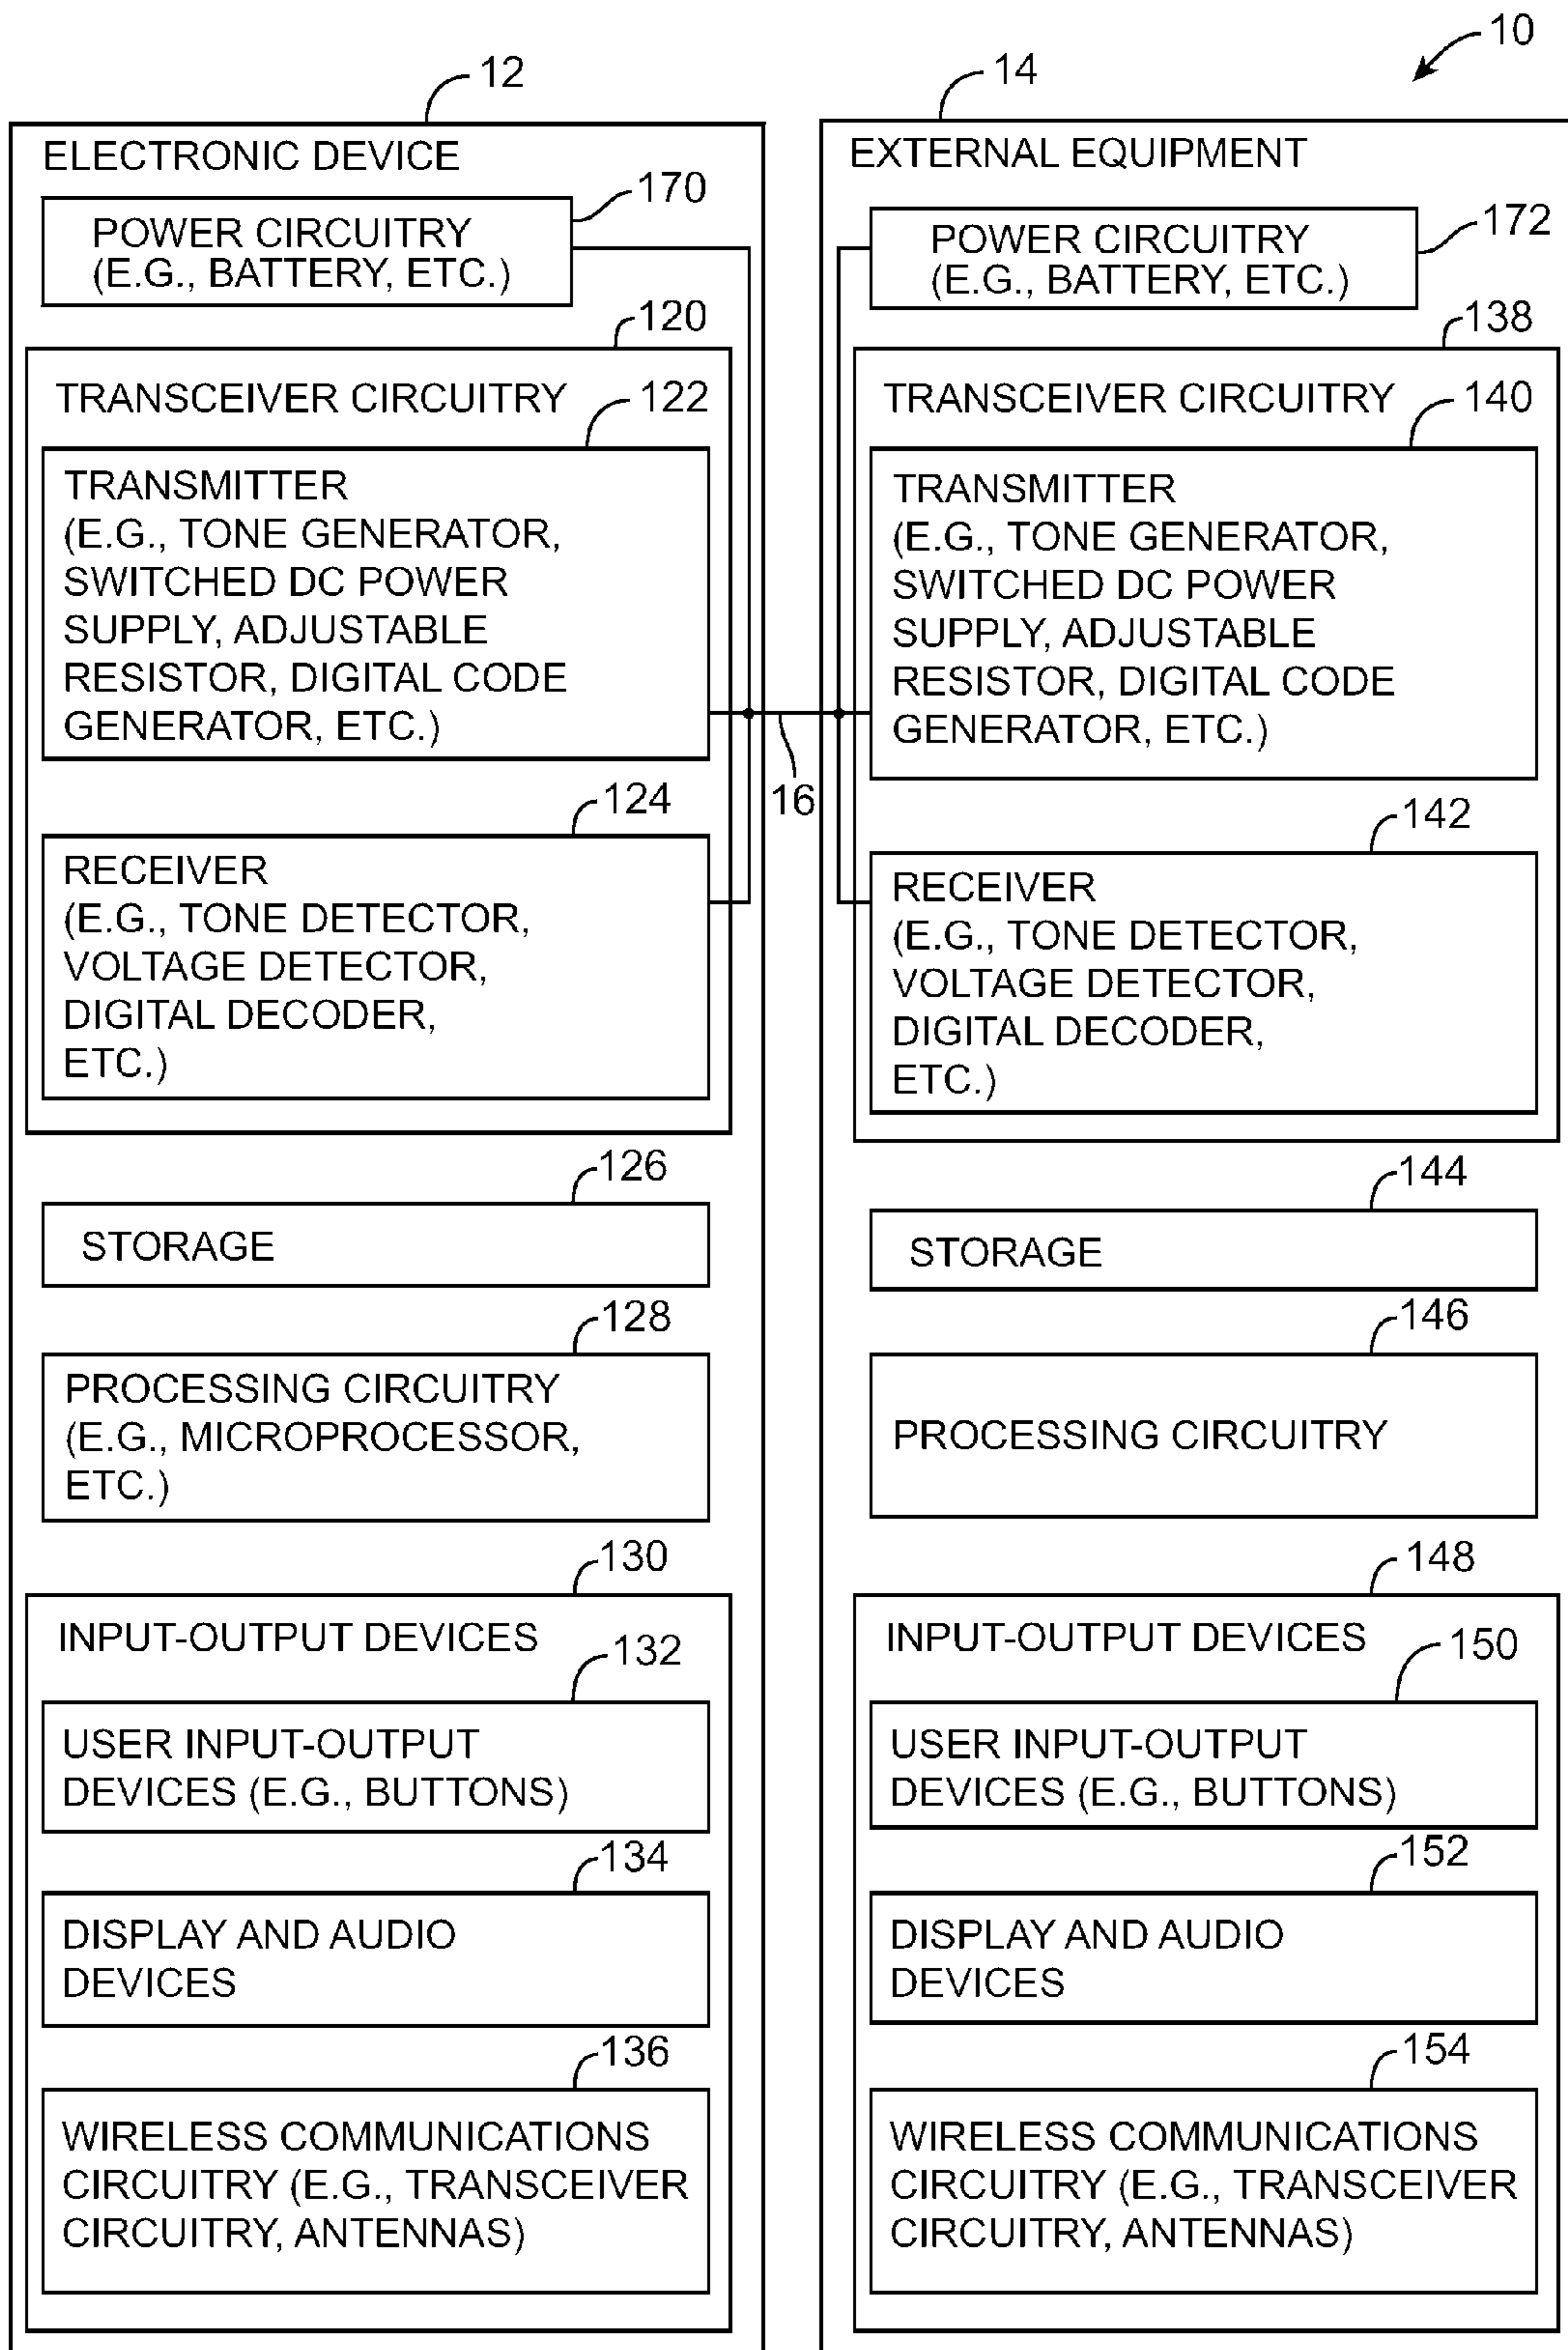 10
12
ELECTRONIC DEVICE
170
POWER CIRCUITRY
(E.G., BATTERY, ETC.)
120
TRANSCEIVER CIRCUITRY
122
TRANSMITTER
(E.G., TONE GENERATOR,
SWITCHED DC POWER
SUPPLY, ADJUSTABLE
RESISTOR, DIGITAL CODE
GENERATOR, ETC.)
124
RECEIVER
(E.G., TONE DETECTOR,
VOLTAGE DETECTOR,
DIGITAL DECODER,
ETC.)
126
STORAGE
128
PROCESSING CIRCUITRY
(E.G., MICROPROCESSOR,
ETC.)
130
INPUT-OUTPUT DEVICES
132
USER INPUT-OUTPUT
DEVICES (E.G., BUTTONS)
134
DISPLAY AND AUDIO
DEVICES
136
WIRELESS COMMUNICATIONS
CIRCUITRY (E.G., TRANSCEIVER
CIRCUITRY, ANTENNAS)
16
14
EXTERNAL EQUIPMENT
172
POWER CIRCUITRY
(E.G., BATTERY, ETC.)
138
TRANSCEIVER CIRCUITRY
140
TRANSMITTER
(E.G., TONE GENERATOR,
SWITCHED DC POWER
SUPPLY, ADJUSTABLE
RESISTOR, DIGITAL CODE
GENERATOR, ETC.)
142
RECEIVER
(E.G., TONE DETECTOR,
VOLTAGE DETECTOR,
DIGITAL DECODER,
ETC.)
144
STORAGE
146
PROCESSING CIRCUITRY
148
INPUT-OUTPUT DEVICES
150
USER INPUT-OUTPUT
DEVICES (E.G., BUTTONS)
152
DISPLAY AND AUDIO
DEVICES
154
WIRELESS COMMUNICATIONS
CIRCUITRY (E.G., TRANSCEIVER
CIRCUITRY, ANTENNAS)